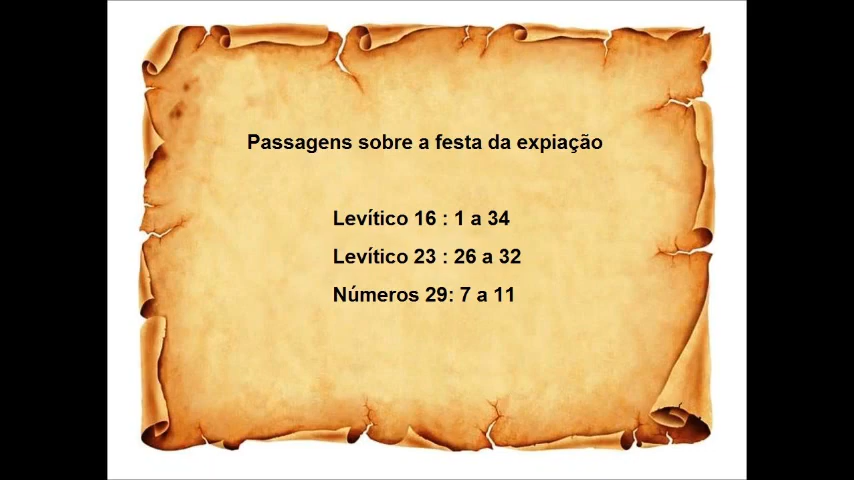 Passagens sobre a festa da expiação
Levítico 16 : 1 a 34
Levítico 23 : 26 a 32
Números 29: 7 a 11